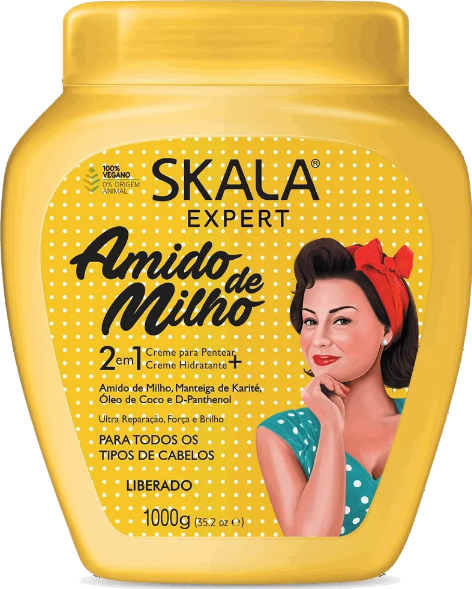 100%
VEGANO
0% ORIGEM
ANIMAL
SKALA®
EXPERT
Amido de
Milho
2 em 1 Creme para Pentear +
Creme Hidratante
Amido de Milho, Manteiga de Karité,
Óleo de Coco e D-Panthenol
Ultra Reparação, Força e Brilho
PARA TODOS OS
TIPOS DE CABELOS
LIBERADO
1000g (35.2 oz ℮)